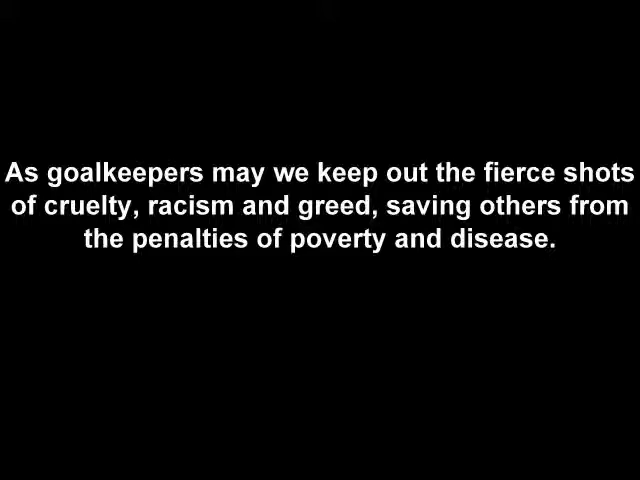 As goalkeepers may we keep out the fierce shots
of cruelty, racism and greed, saving others from
the penalties of poverty and disease.